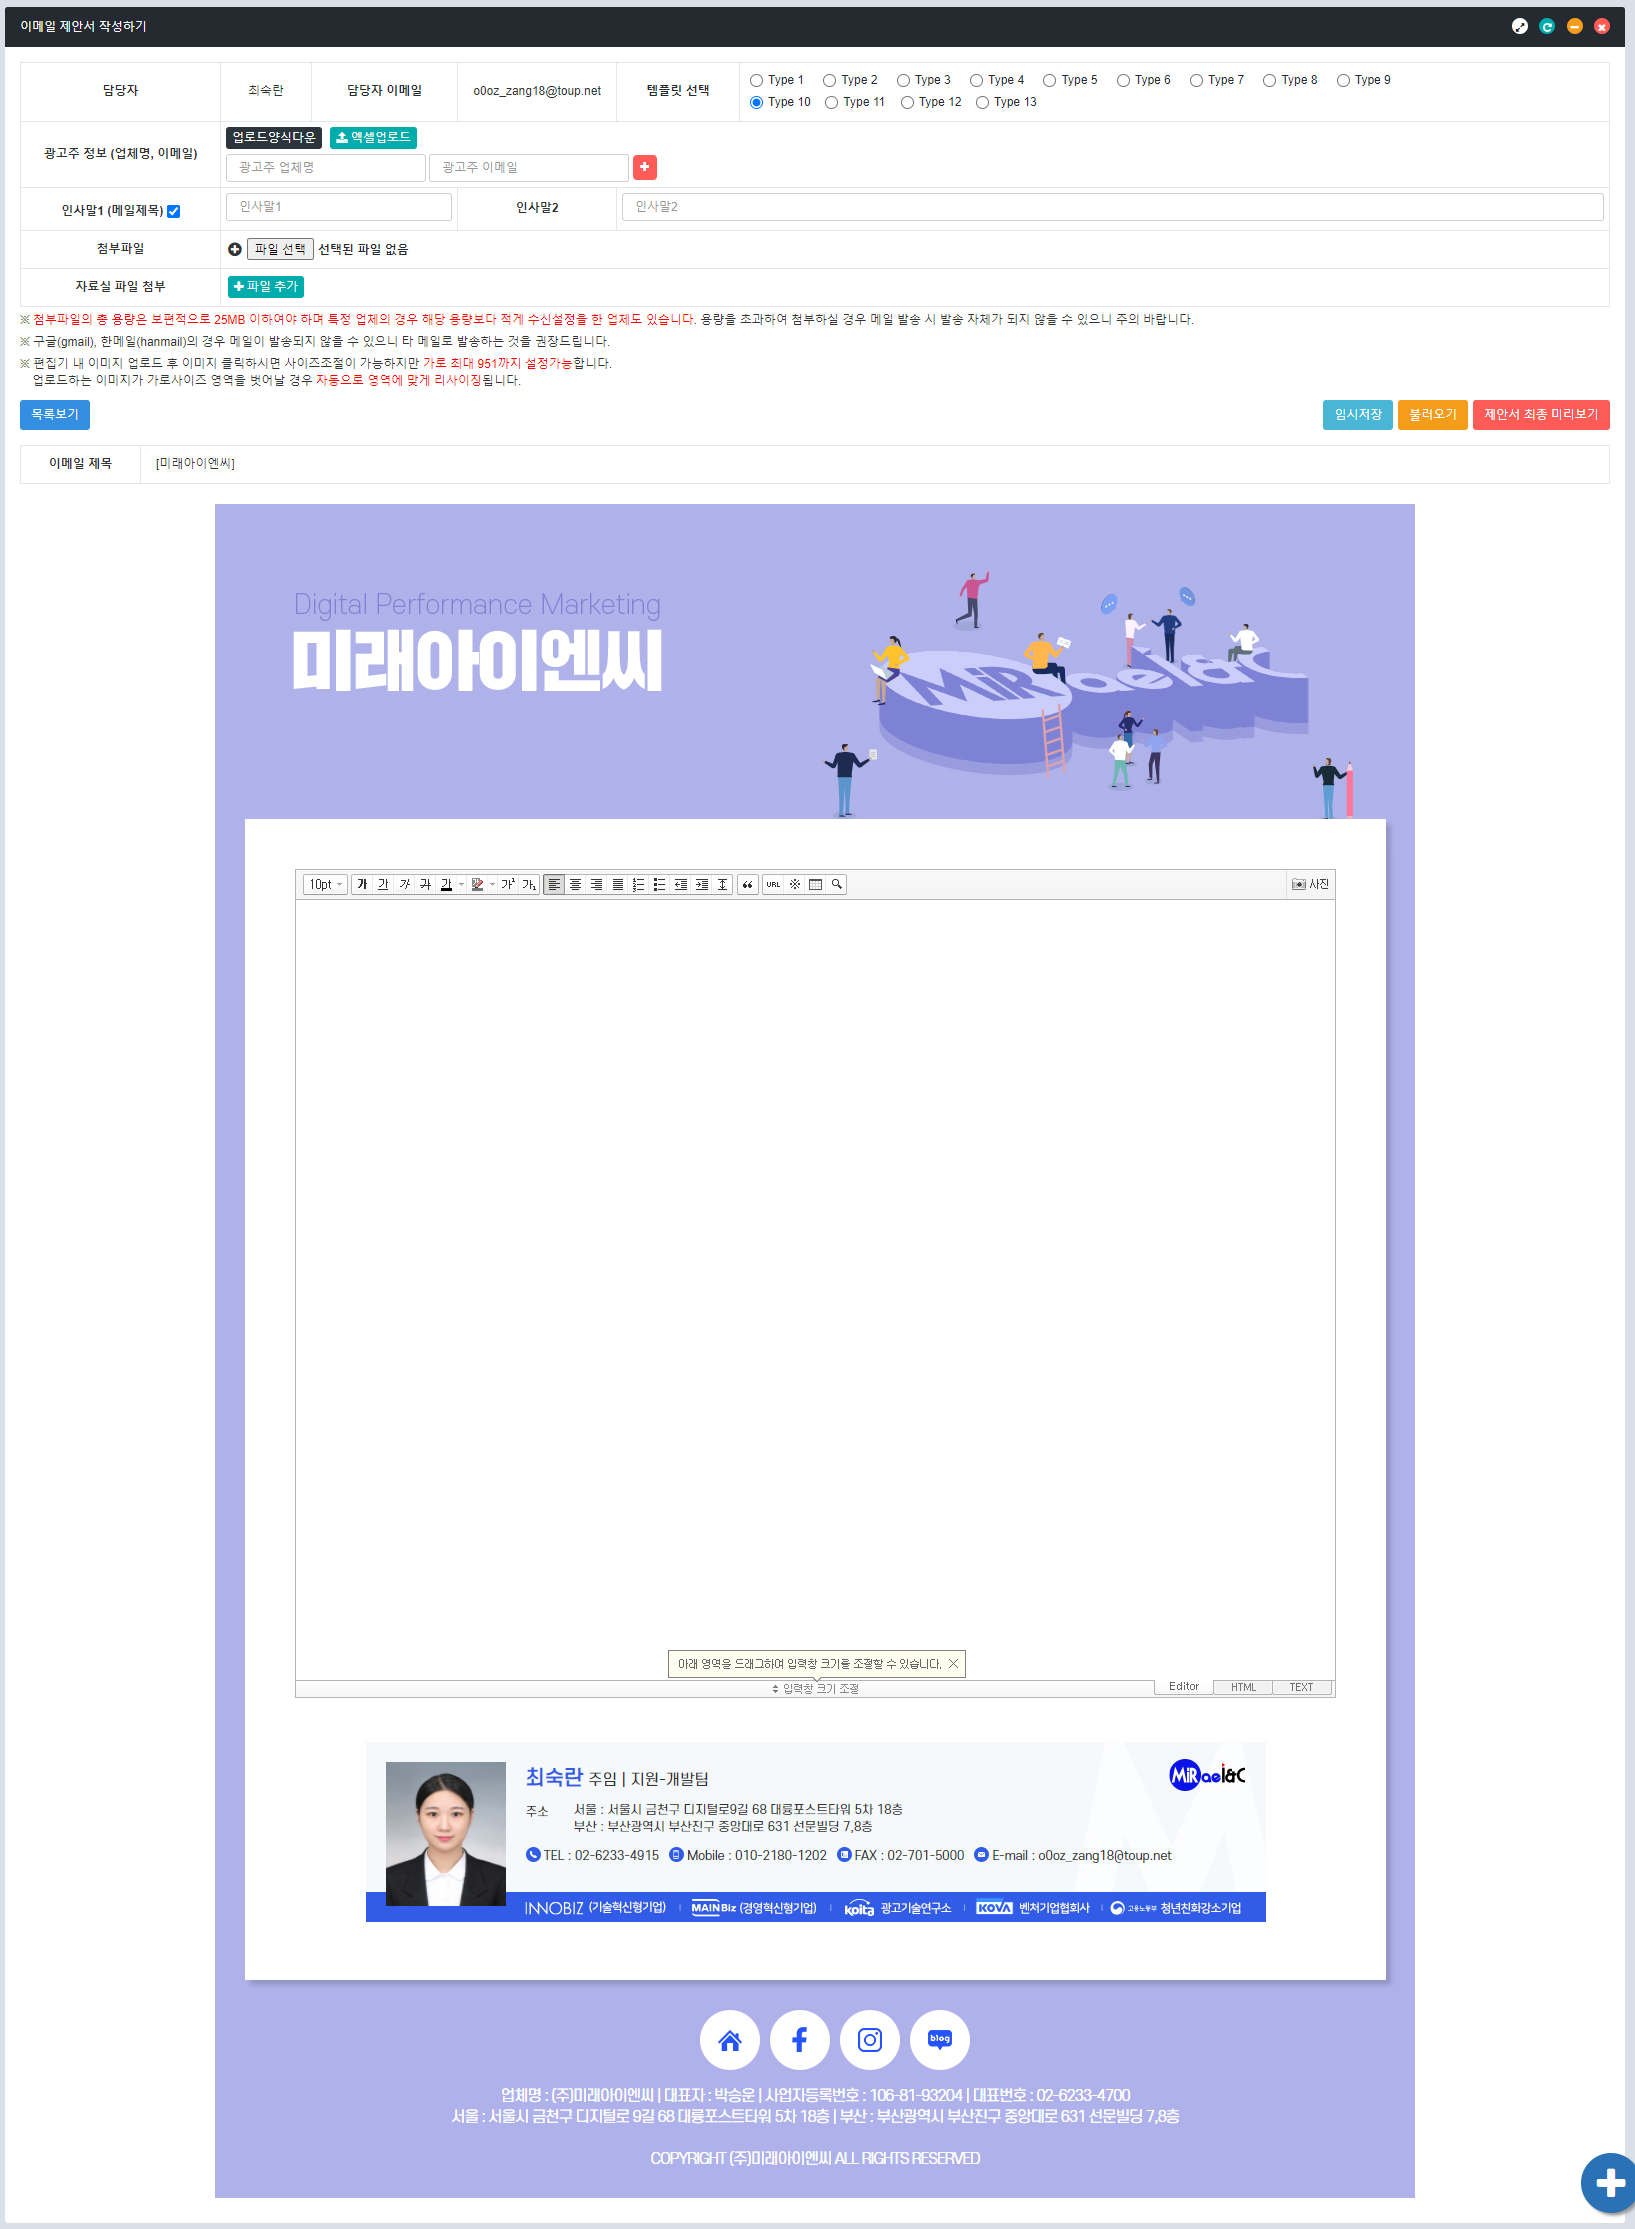 이메일 제안서 작성하기
담당자 최숙란 담당자 이메일 o0oz_zang18@toup.net 템플릿 선택
Type 1 Type 2 Type 3 Type 4 Type 5 Type 6 Type 7 Type 8 Type 9
Type 10 Type 11 Type 12 Type 13
광고주 정보 (업체명, 이메일)
업로드양식다운 엑셀업로드
광고주 업체명 광고주 이메일
인사말1 (메일제목) 인사말1 인사말2 인사말2
첨부파일 파일 선택 선택된 파일 없음
자료실 파일 첨부 파일 추가
※ 첨부파일의 총 용량은 보편적으로 25MB 이하여야 하며 특정 업체의 경우 해당 용량보다 적게 수신설정을 한 업체도 있습니다. 용량을 초과하여 첨부하실 경우 메일 발송 시 발송 자체가 되지 않을 수 있으니 주의 바랍니다.
※ 구글(gmail), 한메일(hanmail)의 경우 메일이 발송되지 않을 수 있으니 타 메일로 발송하는 것을 권장드립니다.
※ 편집기 내 이미지 업로드 후 이미지 클릭하시면 사이즈조절이 가능하지만 가로 최대 951까지 설정가능합니다.
업로드하는 이미지가 가로사이즈 영역을 벗어날 경우 자동으로 영역에 맞게 리사이징됩니다.
목록보기 임시저장 불러오기 제안서 최종 미리보기
이메일 제목 [미래아이엔씨]
Digital Performance Marketing
미래아이엔씨
MiRaeI&C
10pt 가 가 가 가 가 가 가 URL ※ 사진
아래 영역을 드래그하여 입력창 크기를 조절할 수 있습니다.
입력창 크기 조절 Editor HTML TEXT
최숙란 주임 | 지원-개발팀
MiRaeI&C
주소 서울 : 서울시 금천구 디지털로9길 68 대륭포스트타워 5차 18층
부산 : 부산광역시 부산진구 중앙대로 631 선문빌딩 7,8층
TEL : 02-6233-4915 Mobile : 010-2180-1202 FAX : 02-701-5000 E-mail : o0oz_zang18@toup.net
INNOBIZ (기술혁신형기업) MAINBiz (경영혁신형기업) koita 광고기술연구소 KOVA 벤처기업협회사 고용노동부 청년친화강소기업
blog
업체명 : (주)미래아이엔씨 | 대표자 : 박승운 | 사업자등록번호 : 106-81-93204 | 대표번호 : 02-6233-4700
서울 : 서울시 금천구 디지털로 9길 68 대륭포스트타워 5차 18층 | 부산 : 부산광역시 부산진구 중앙대로 631 선문빌딩 7,8층
COPYRIGHT (주)미래아이엔씨 ALL RIGHTS RESERVED